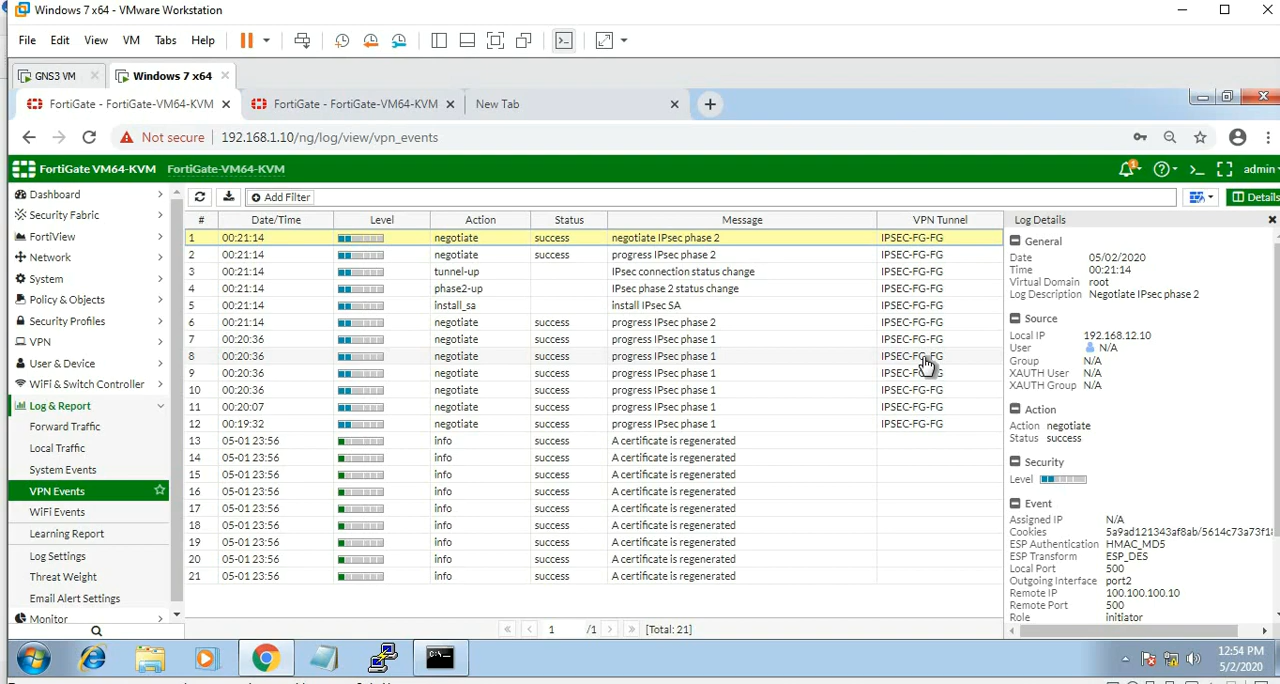 Windows 7 x64 - VMware Workstation
File Edit View VM Tabs Help
GNS3 VM Windows 7 x64
FortiGate - FortiGate-VM64-KVM FortiGate - FortiGate-VM64-KVM New Tab
Not secure 192.168.1.10/ng/log/view/vpn_events
FortiGate VM64-KVM FortiGate-VM64-KVM 1 admin
Dashboard
Security Fabric
FortiView
Network
System
Policy & Objects
Security Profiles
VPN
User & Device
WiFi & Switch Controller
Log & Report
Forward Traffic
Local Traffic
System Events
VPN Events
WiFi Events
Learning Report
Log Settings
Threat Weight
Email Alert Settings
Monitor
Add Filter Details
# Date/Time Level Action Status Message VPN Tunnel
1 00:21:14 negotiate success negotiate IPsec phase 2 IPSEC-FG-FG
2 00:21:14 negotiate success progress IPsec phase 2 IPSEC-FG-FG
3 00:21:14 tunnel-up IPsec connection status change IPSEC-FG-FG
4 00:21:14 phase2-up IPsec phase 2 status change IPSEC-FG-FG
5 00:21:14 install_sa install IPsec SA IPSEC-FG-FG
6 00:21:14 negotiate success progress IPsec phase 2 IPSEC-FG-FG
7 00:20:36 negotiate success progress IPsec phase 1 IPSEC-FG-FG
8 00:20:36 negotiate success progress IPsec phase 1 IPSEC-FG-FG
9 00:20:36 negotiate success progress IPsec phase 1 IPSEC-FG-FG
10 00:20:36 negotiate success progress IPsec phase 1 IPSEC-FG-FG
11 00:20:07 negotiate success progress IPsec phase 1 IPSEC-FG-FG
12 00:19:32 negotiate success progress IPsec phase 1 IPSEC-FG-FG
13 05-01 23:56 info success A certificate is regenerated
14 05-01 23:56 info success A certificate is regenerated
15 05-01 23:56 info success A certificate is regenerated
16 05-01 23:56 info success A certificate is regenerated
17 05-01 23:56 info success A certificate is regenerated
18 05-01 23:56 info success A certificate is regenerated
19 05-01 23:56 info success A certificate is regenerated
20 05-01 23:56 info success A certificate is regenerated
21 05-01 23:56 info success A certificate is regenerated
1 /1 [Total: 21]
Log Details
General
Date 05/02/2020
Time 00:21:14
Virtual Domain root
Log Description Negotiate IPsec phase 2
Source
Local IP 192.168.12.10
User N/A
Group N/A
XAUTH User N/A
XAUTH Group N/A
Action
Action negotiate
Status success
Security
Level
Event
Assigned IP N/A
Cookies 5a9ad121343af8ab/5614c73a73f1
ESP Authentication HMAC_MD5
ESP Transform ESP_DES
Local Port 500
Outgoing Interface port2
Remote IP 100.100.100.10
Remote Port 500
Role initiator
12:54 PM
5/2/2020